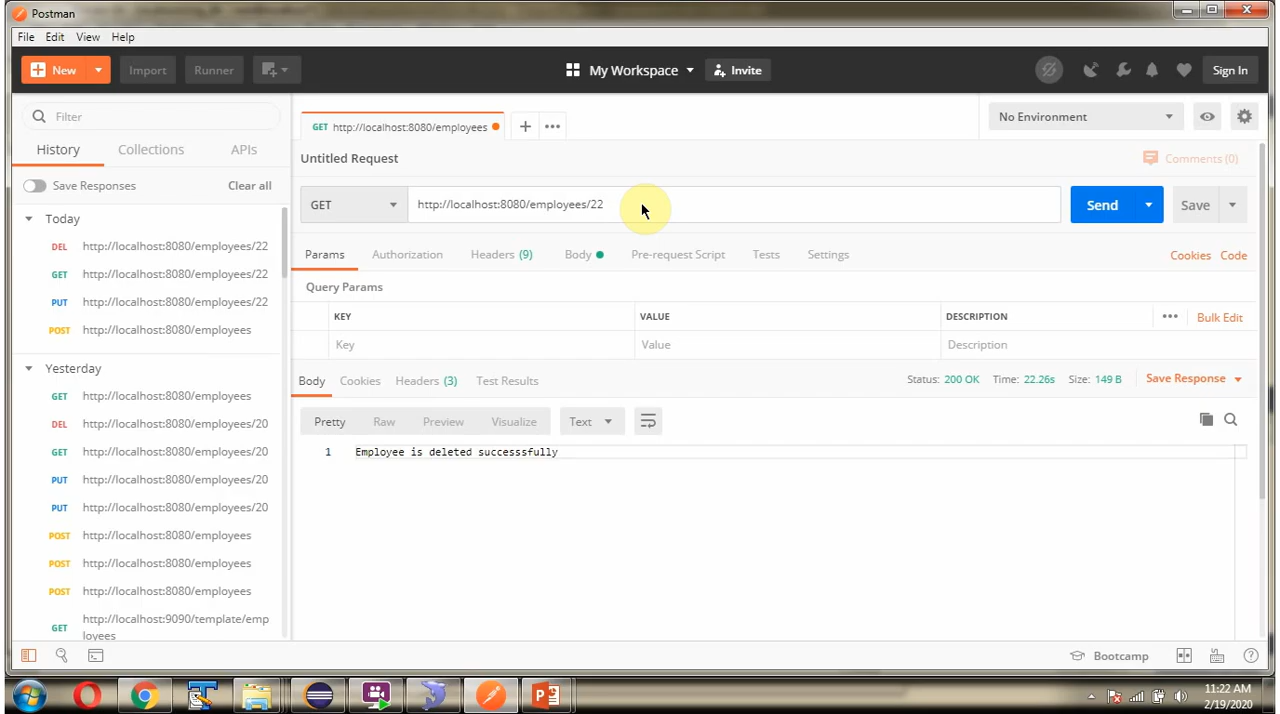 Postman
File Edit View Help
New Import Runner My Workspace Invite Sign In
Filter
History Collections APIs
Save Responses Clear all
Today
DEL http://localhost:8080/employees/22
GET http://localhost:8080/employees/22
PUT http://localhost:8080/employees/22
POST http://localhost:8080/employees
Yesterday
GET http://localhost:8080/employees
DEL http://localhost:8080/employees/20
GET http://localhost:8080/employees/20
PUT http://localhost:8080/employees/20
PUT http://localhost:8080/employees/20
POST http://localhost:8080/employees
POST http://localhost:8080/employees
POST http://localhost:8080/employees
GET http://localhost:9090/template/emp
loyees
GET http://localhost:8080/employees
No Environment
Untitled Request
Comments (0)
GET http://localhost:8080/employees/22 Send Save
Params Authorization Headers (9) Body Pre-request Script Tests Settings Cookies Code
Query Params
KEY VALUE DESCRIPTION Bulk Edit
Key Value Description
Body Cookies Headers (3) Test Results Status: 200 OK Time: 22.26s Size: 149 B Save Response
Pretty Raw Preview Visualize Text
1 Employee is deleted successsfully
Bootcamp
11:22 AM
2/19/2020